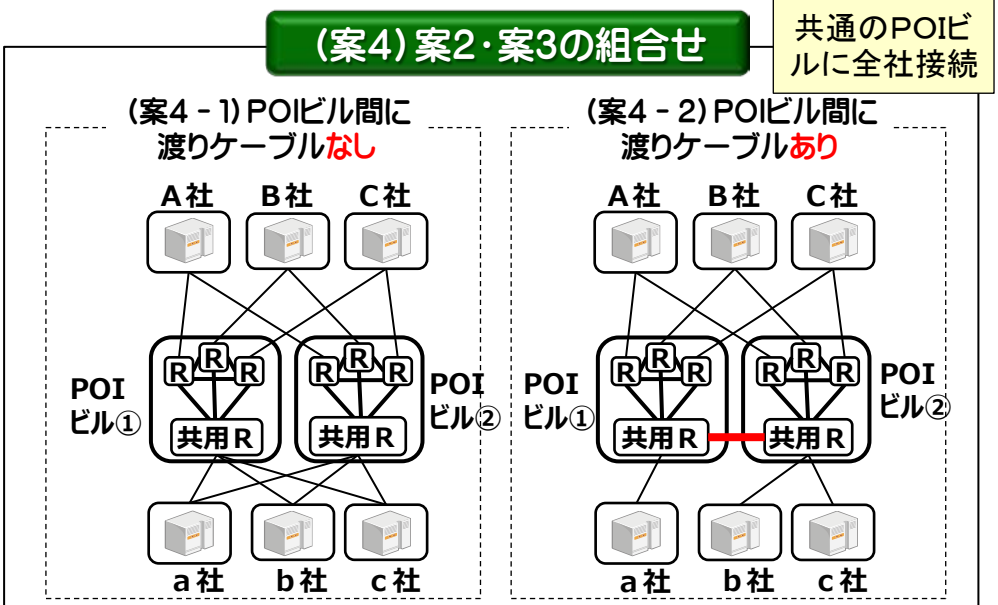 (案4)案2・案3の組合せ
共通のPOIビ
ルに全社接続
(案4‐1)POIビル間に
渡りケーブルなし
A社 B社 C社
R R R
R R R
POI
ビル①
POI
ビル②
共用R
共用R
a社 b社 c社
(案4‐2)POIビル間に
渡りケーブルあり
A社 B社 C社
R R R
R R R
POI
ビル①
POI
ビル②
共用R
共用R
a社 b社 c社